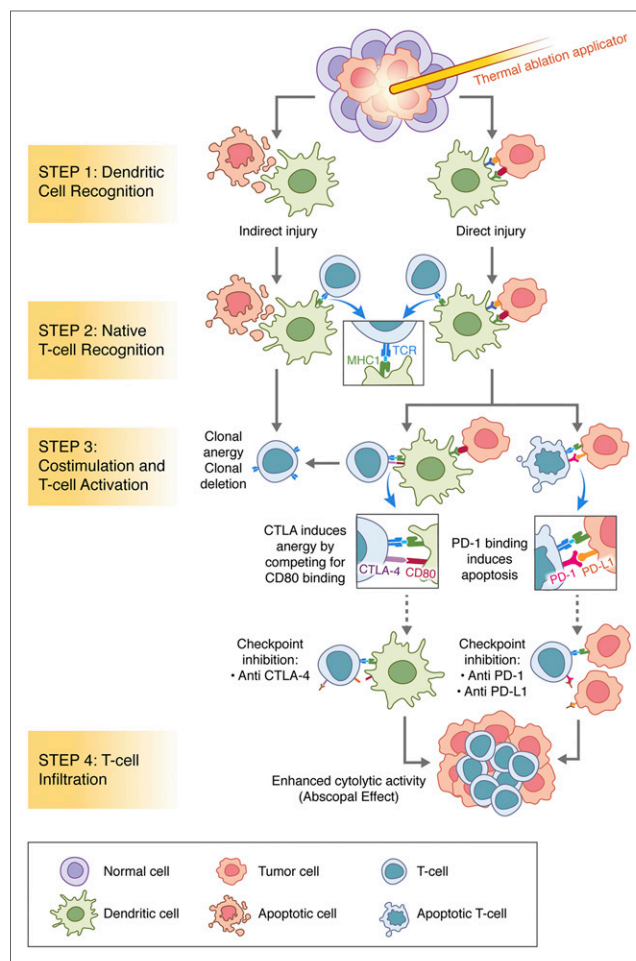 Thermal ablation applicator
STEP 1: Dendritic
Cell Recognition
Indirect injury
Direct injury
STEP 2: Native
T-cell Recognition
TCR
MHC1
STEP 3:
Costimulation and
T-cell Activation
Clonal
anergy
Clonal
deletion
CTLA induces
anergy by
competing for
CD80 binding
CTLA-4
CD80
PD-1 binding
induces
apoptosis
PD-1
PD-L1
Checkpoint
inhibition:
• Anti CTLA-4
Checkpoint
inhibition:
• Anti PD-1
• Anti PD-L1
STEP 4: T-cell
Infiltration
Enhanced cytolytic activity
(Abscopal Effect)
Normal cell
Tumor cell
T-cell
Dendritic cell
Apoptotic cell
Apoptotic T-cell